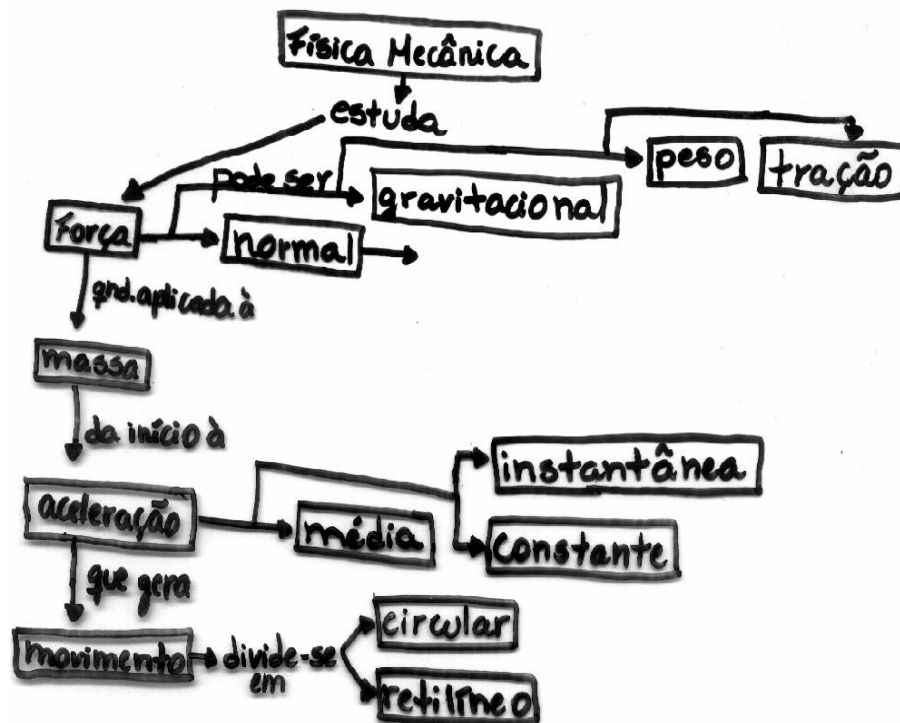 Física Mecânica
estuda
pode ser
peso
tração
gravitacional
Força
normal
qnd. aplicada à
massa
da início à
instantânea
aceleração
média
constante
que gera
circular
movimento
divide-se
em
retilíneo